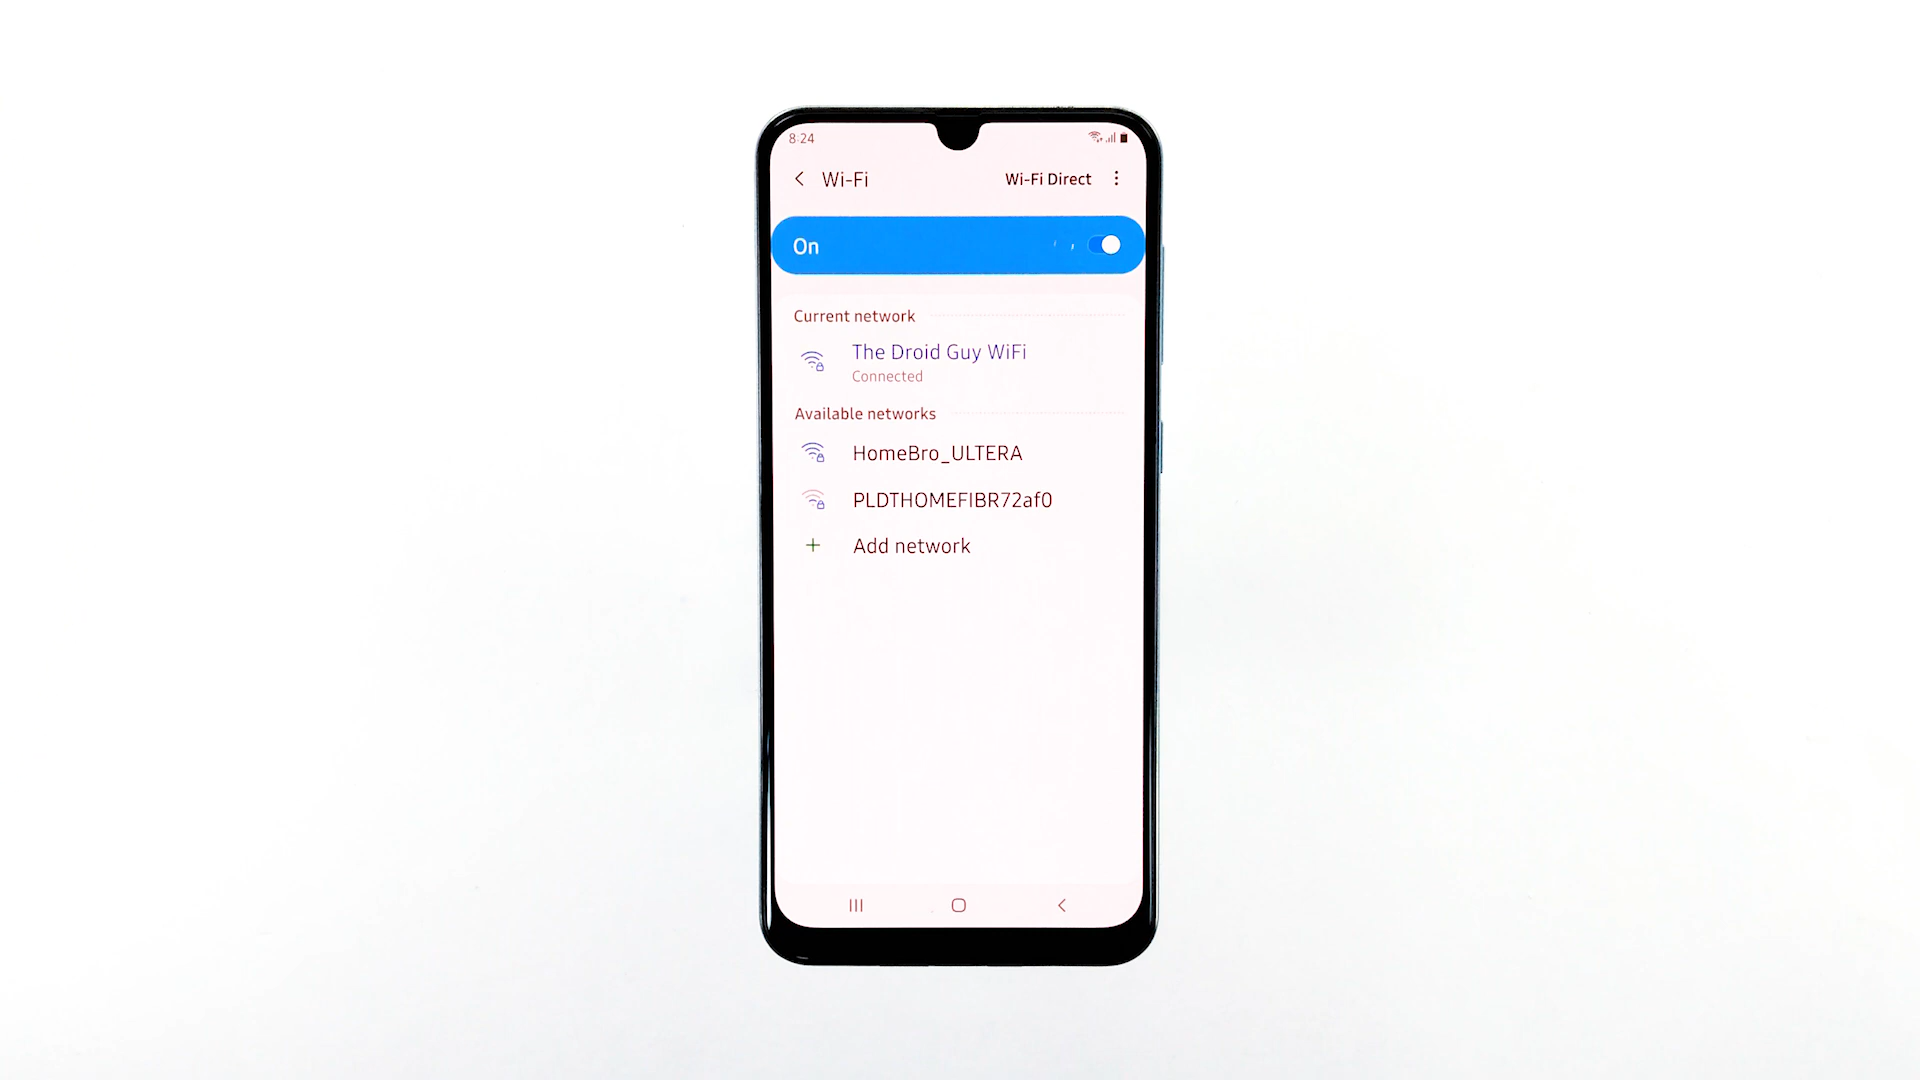 8:24
Wi-Fi
Wi-Fi Direct
On
Current network
The Droid Guy WiFi
Connected
Available networks
HomeBro_ULTERA
PLDTHOMEFIBR72af0
Add network